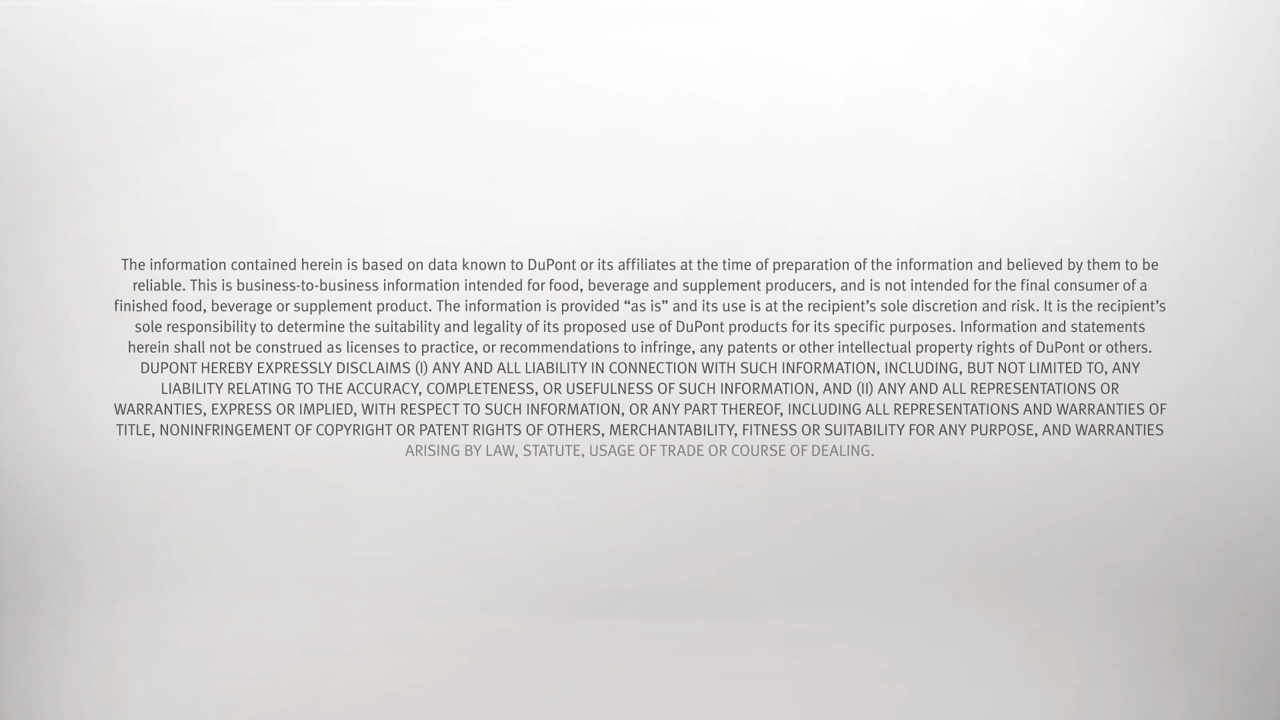 The information contained herein is based on data known to DuPont or its affiliates at the time of preparation of the information and believed by them to be
reliable. This is business-to-business information intended for food, beverage and supplement producers, and is not intended for the final consumer of a
finished food, beverage or supplement product. The information is provided “as is” and its use is at the recipient’s sole discretion and risk. It is the recipient’s
sole responsibility to determine the suitability and legality of its proposed use of DuPont products for its specific purposes. Information and statements
herein shall not be construed as licenses to practice, or recommendations to infringe, any patents or other intellectual property rights of DuPont or others.
DUPONT HEREBY EXPRESSLY DISCLAIMS (I) ANY AND ALL LIABILITY IN CONNECTION WITH SUCH INFORMATION, INCLUDING, BUT NOT LIMITED TO, ANY
LIABILITY RELATING TO THE ACCURACY, COMPLETENESS, OR USEFULNESS OF SUCH INFORMATION, AND (II) ANY AND ALL REPRESENTATIONS OR
WARRANTIES, EXPRESS OR IMPLIED, WITH RESPECT TO SUCH INFORMATION, OR ANY PART THEREOF, INCLUDING ALL REPRESENTATIONS AND WARRANTIES OF
TITLE, NONINFRINGEMENT OF COPYRIGHT OR PATENT RIGHTS OF OTHERS, MERCHANTABILITY, FITNESS OR SUITABILITY FOR ANY PURPOSE, AND WARRANTIES
ARISING BY LAW, STATUTE, USAGE OF TRADE OR COURSE OF DEALING.